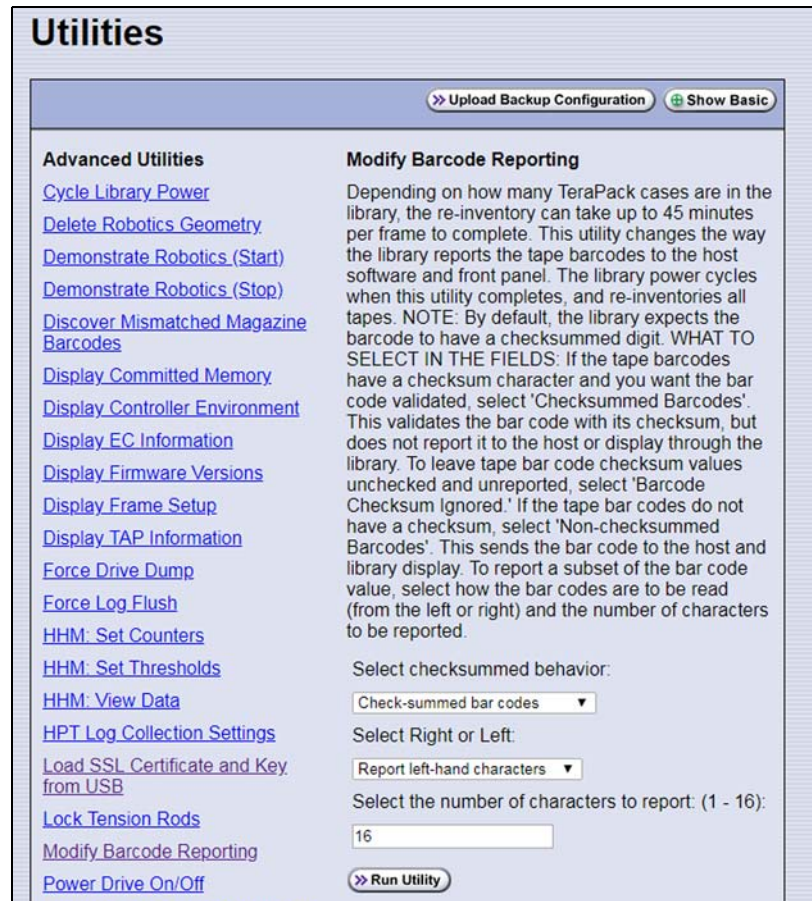 Utilities
Upload Backup Configuration
Show Basic
Advanced Utilities
Cycle Library Power
Delete Robotics Geometry
Demonstrate Robotics (Start)
Demonstrate Robotics (Stop)
Discover Mismatched Magazine
Barcodes
Display Committed Memory
Display Controller Environment
Display EC Information
Display Firmware Versions
Display Frame Setup
Display TAP Information
Force Drive Dump
Force Log Flush
HHM: Set Counters
HHM: Set Thresholds
HHM: View Data
HPT Log Collection Settings
Load SSL Certificate and Key
from USB
Lock Tension Rods
Modify Barcode Reporting
Power Drive On/Off
Modify Barcode Reporting
Depending on how many TeraPack cases are in the
library, the re-inventory can take up to 45 minutes
per frame to complete. This utility changes the way
the library reports the tape barcodes to the host
software and front panel. The library power cycles
when this utility completes, and re-inventories all
tapes. NOTE: By default, the library expects the
barcode to have a checksummed digit. WHAT TO
SELECT IN THE FIELDS: If the tape barcodes
have a checksum character and you want the bar
code validated, select 'Checksummed Barcodes'.
This validates the bar code with its checksum, but
does not report it to the host or display through the
library. To leave tape bar code checksum values
unchecked and unreported, select 'Barcode
Checksum Ignored.' If the tape bar codes do not
have a checksum, select 'Non-checksummed
Barcodes'. This sends the bar code to the host and
library display. To report a subset of the bar code
value, select how the bar codes are to be read
(from the left or right) and the number of characters
to be reported.
Select checksummed behavior:
Check-summed bar codes
Select Right or Left:
Report left-hand characters
Select the number of characters to report: (1 - 16):
16
Run Utility